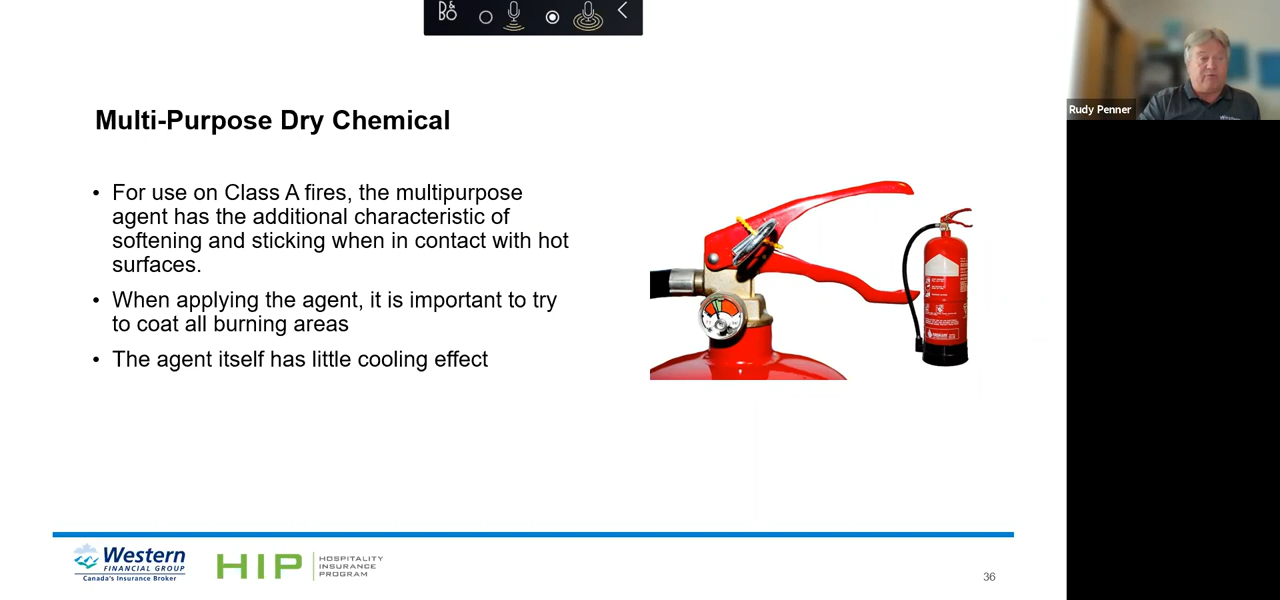 D&
BO
Rudy Penner
Multi-Purpose Dry Chemical
• For use on Class A fires, the multipurpose
agent has the additional characteristic of
softening and sticking when in contact with hot
surfaces.
• When applying the agent, it is important to try
to coat all burning areas
• The agent itself has little cooling effect
Western
FINANCIAL GROUP
Canada's Insurance Broker
HIP
HOSPITALITY
INSURANCE
PROGRAM
36